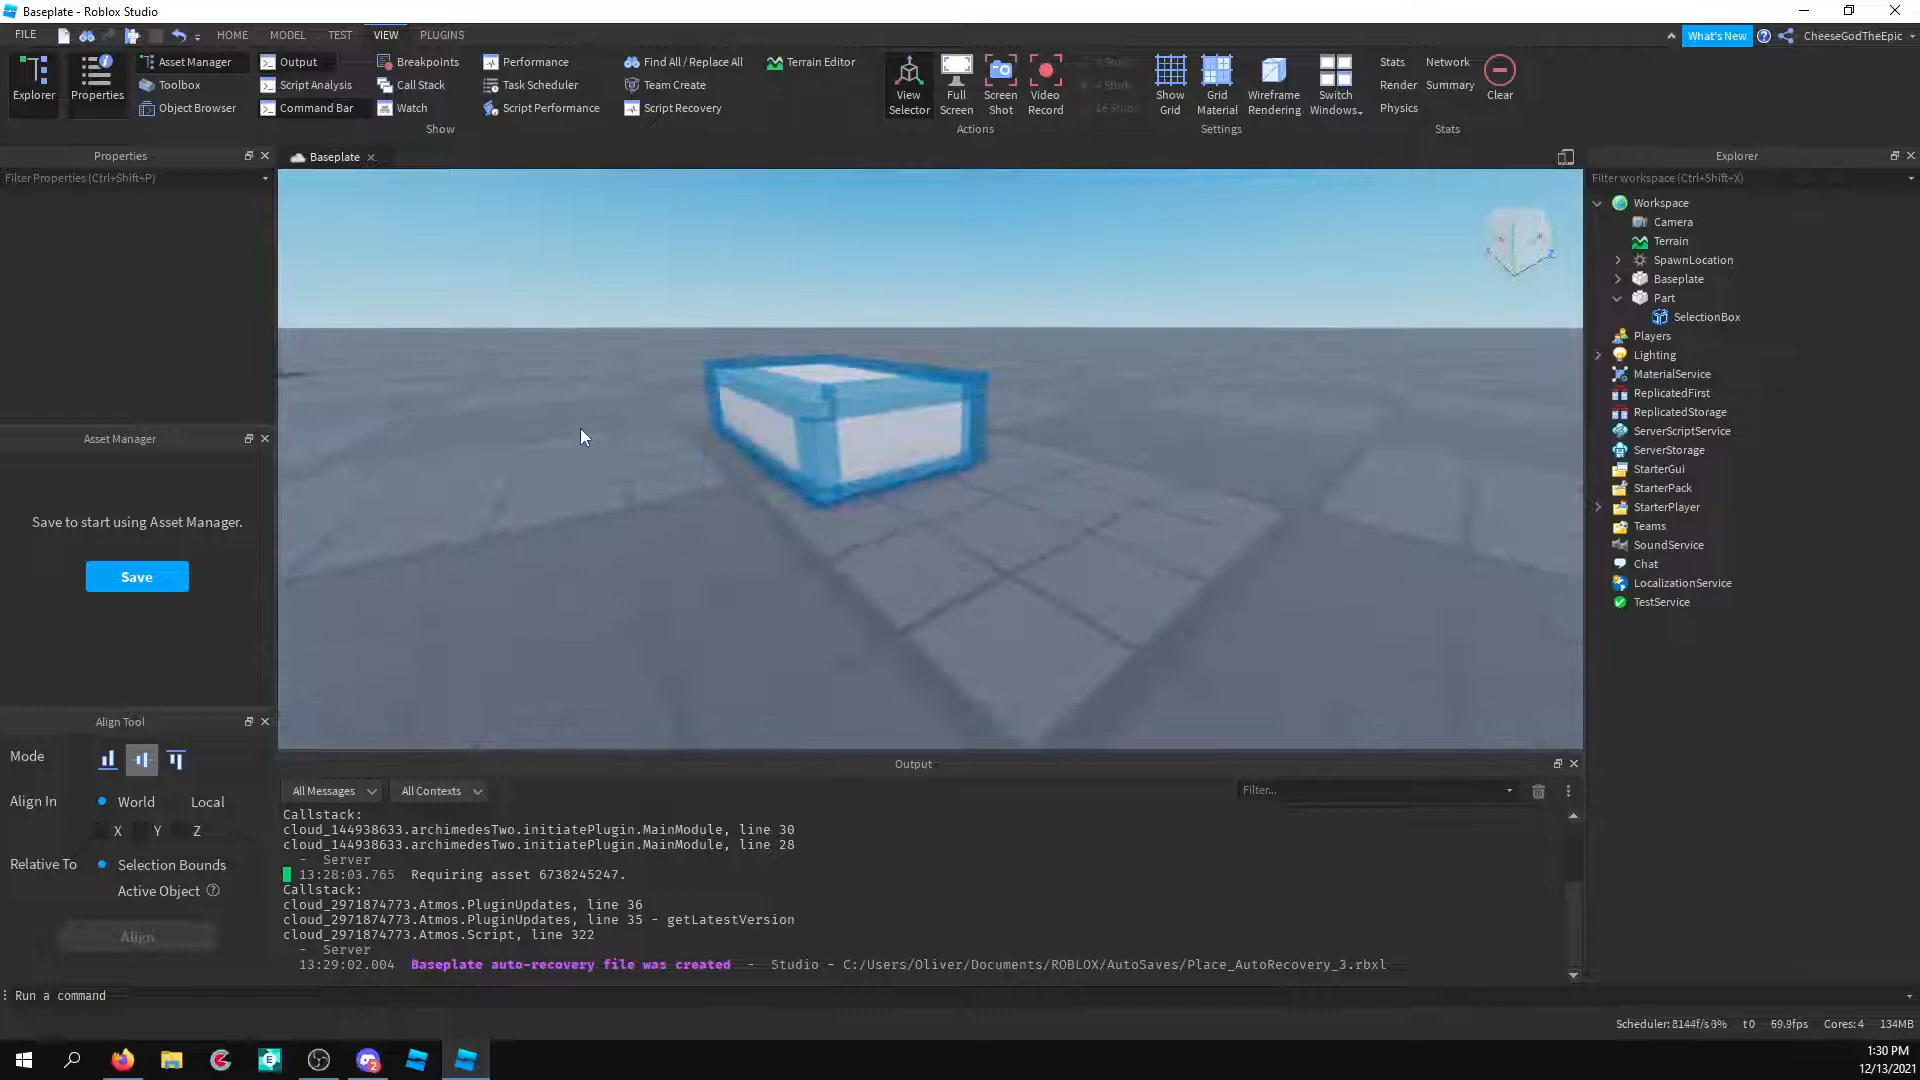 Baseplate - Roblox Studio
FILE
HOME
MODEL
TEST
VIEW
PLUGINS
What's New
CheeseGodTheEpic
Explorer
Properties
Asset Manager
Toolbox
Object Browser
Output
Script Analysis
Command Bar
Breakpoints
Call Stack
Watch
Performance
Task Scheduler
Script Performance
Find All / Replace All
Team Create
Script Recovery
Terrain Editor
Show
View Selector
Full Screen
Screen Shot
Video Record
4 Studs
16 Studs
Actions
Show Grid
Grid Material
Wireframe Rendering
Switch Windows
Settings
Stats
Render
Physics
Network
Summary
Clear
Stats
Properties
Filter Properties (Ctrl+Shift+P)
Asset Manager
Save to start using Asset Manager.
Save
Align Tool
Mode
Align In
World
Local
X
Y
Z
Relative To
Selection Bounds
Active Object
Align
Baseplate
Output
All Messages
All Contexts
Filter...
Callstack:
cloud_144938633.archimedesTwo.initiatePlugin.MainModule, line 30
cloud_144938633.archimedesTwo.initiatePlugin.MainModule, line 28
- Server
13:28:03.765 Requiring asset 6738245247.
Callstack:
cloud_2971874773.Atmos.PluginUpdates, line 36
cloud_2971874773.Atmos.PluginUpdates, line 35 - getLatestVersion
cloud_2971874773.Atmos.Script, line 322
- Server
13:29:02.004 Baseplate auto-recovery file was created - Studio - C:/Users/Oliver/Documents/ROBLOX/AutoSaves/Place_AutoRecovery_3.rbxl
Explorer
Filter workspace (Ctrl+Shift+X)
Workspace
Camera
Terrain
SpawnLocation
Baseplate
Part
SelectionBox
Players
Lighting
MaterialService
ReplicatedFirst
ReplicatedStorage
ServerScriptService
ServerStorage
StarterGui
StarterPack
StarterPlayer
Teams
SoundService
Chat
LocalizationService
TestService
Run a command
t0
69.9fps
Cores: 4
134MB
1:30 PM
12/13/2021